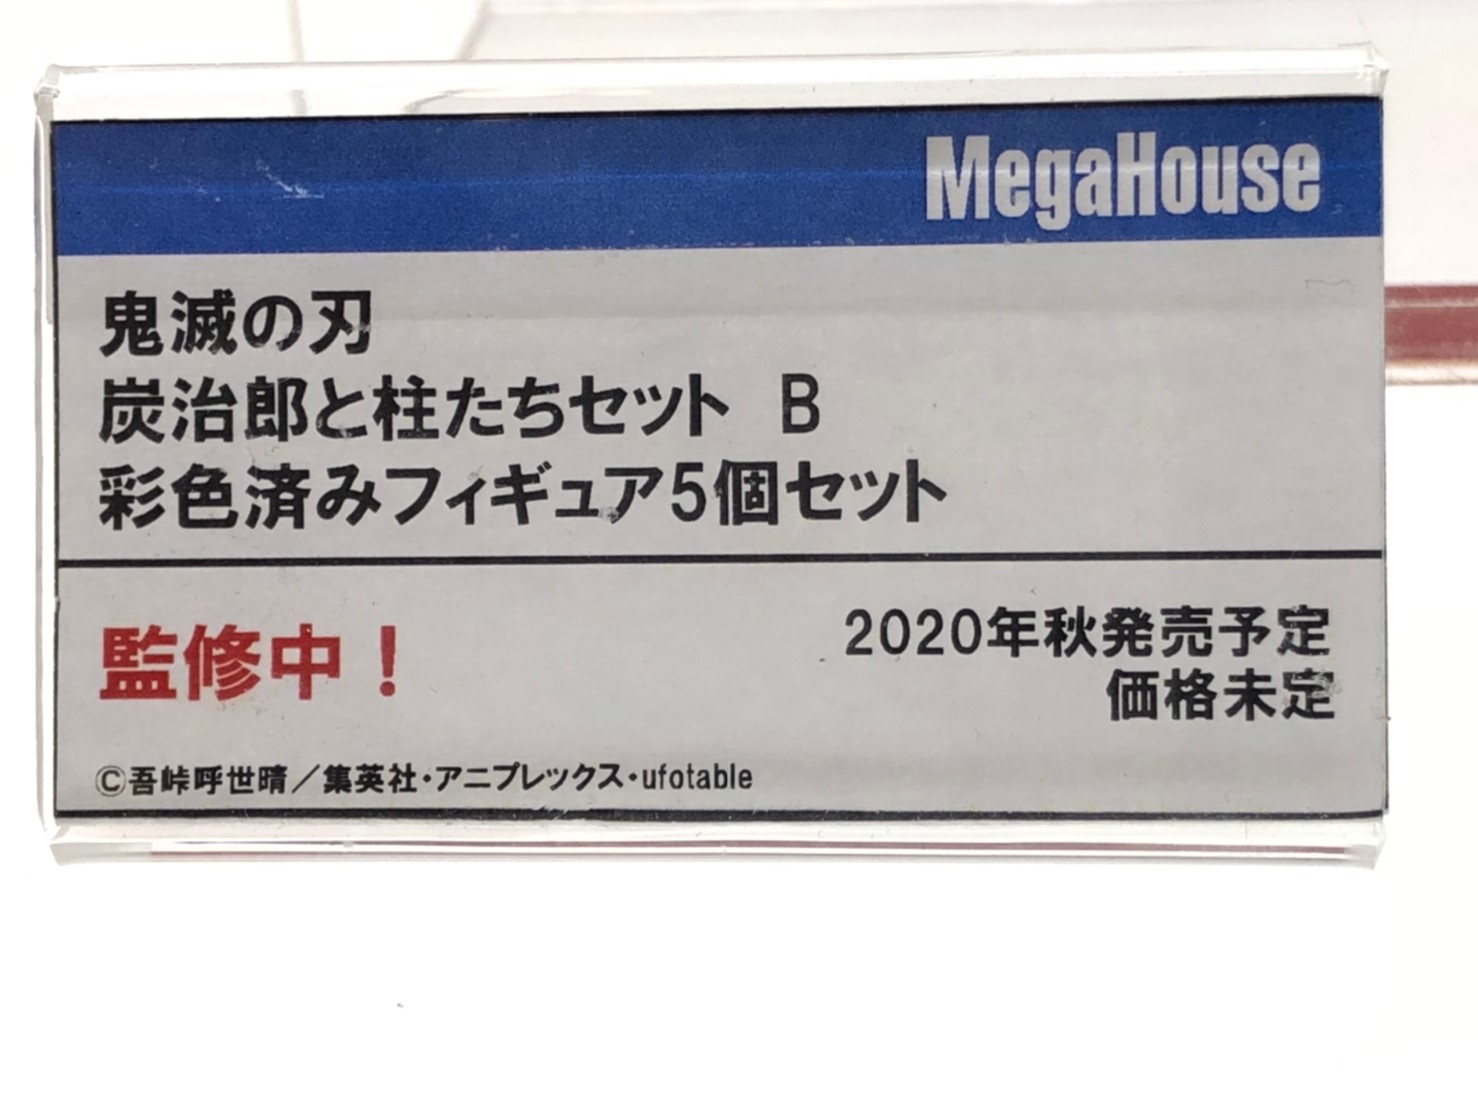 MegaHouse
鬼滅の刃
炭治郎と柱たちセット B
彩色済みフィギュア5個セット
監修中！
2020年秋発売予定
価格未定
©吾峠呼世晴／集英社・アニプレックス・ufotable